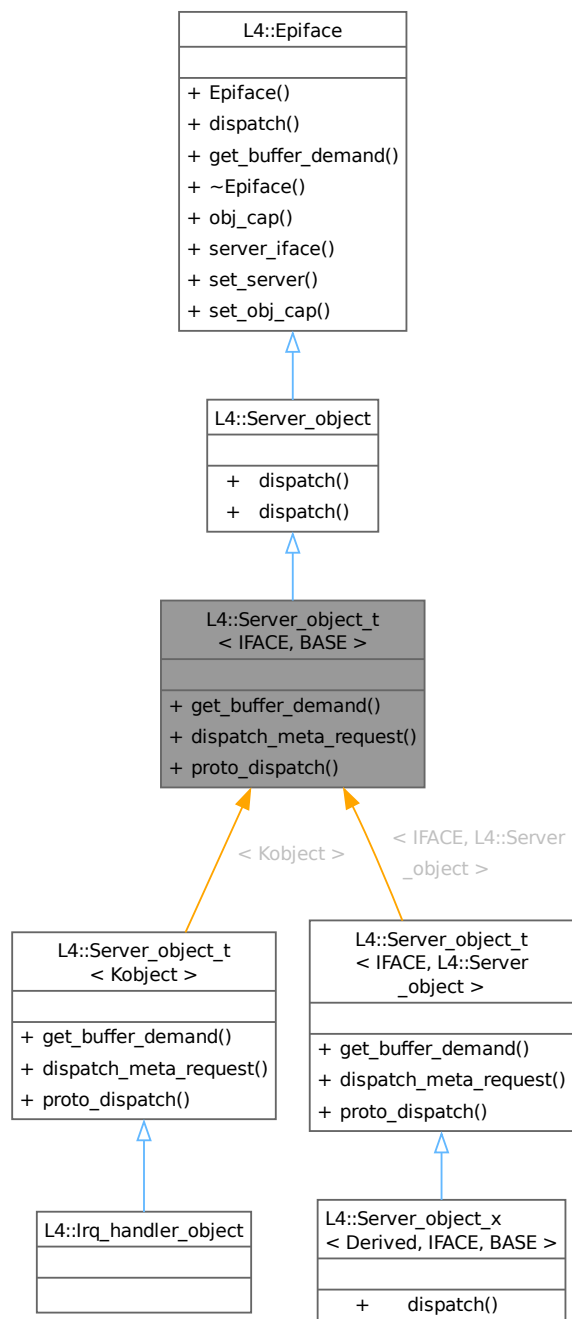 L4::Epiface
+ Epiface()
+ dispatch()
+ get_buffer_demand()
+ ~Epiface()
+ obj_cap()
+ server_iface()
+ set_server()
+ set_obj_cap()
L4::Server_object
+ dispatch()
+ dispatch()
L4::Server_object_t
< IFACE, BASE >
+ get_buffer_demand()
+ dispatch_meta_request()
+ proto_dispatch()
< Kobject >
< IFACE, L4::Server
_object >
L4::Server_object_t
< Kobject >
+ get_buffer_demand()
+ dispatch_meta_request()
+ proto_dispatch()
L4::Server_object_t
< IFACE, L4::Server
_object >
+ get_buffer_demand()
+ dispatch_meta_request()
+ proto_dispatch()
L4::Irq_handler_object
L4::Server_object_x
< Derived, IFACE, BASE >
+ dispatch()